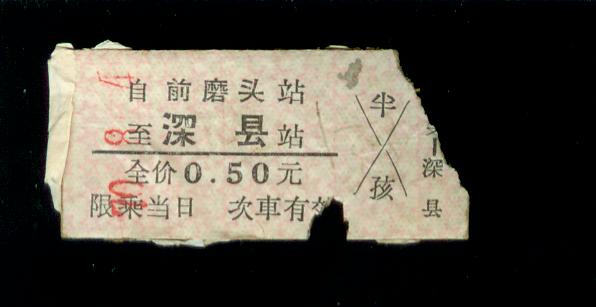 自前磨头站
至深县站
全价0.50元
限乘当日 次車有效
半
孩
深县